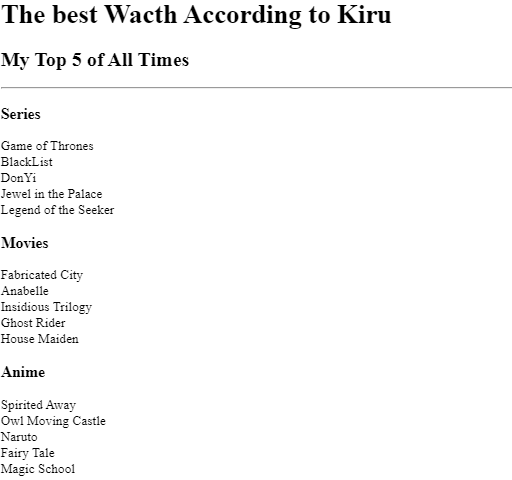 The best Wacth According to Kiru
My Top 5 of All Times
Series
Game of Thrones
BlackList
DonYi
Jewel in the Palace
Legend of the Seeker
Movies
Fabricated City
Anabelle
Insidious Trilogy
Ghost Rider
House Maiden
Anime
Spirited Away
Owl Moving Castle
Naruto
Fairy Tale
Magic School